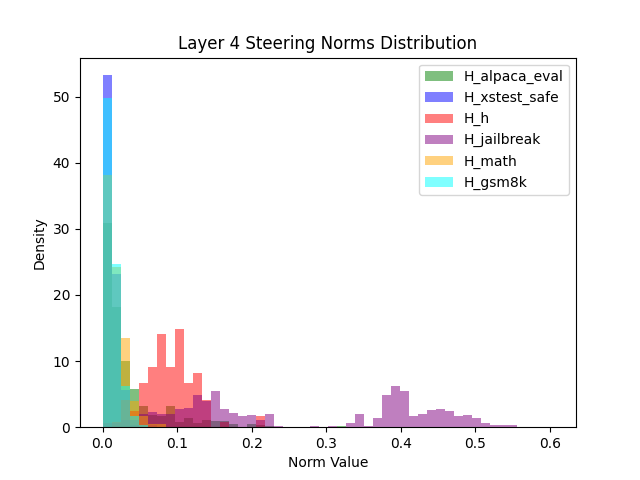 Layer 4 Steering Norms Distribution
H_alpaca_eval
H_xstest_safe
H_h
H_jailbreak
H_math
H_gsm8k
50
40
30
20
10
0
Density
0.0 0.1 0.2 0.3 0.4 0.5 0.6
Norm Value